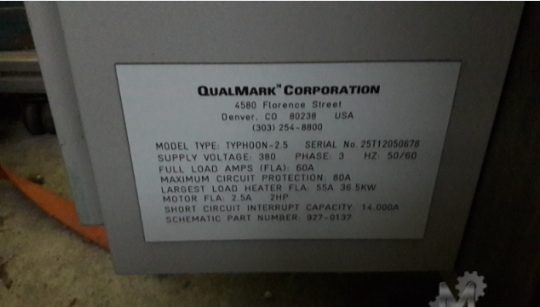 QUALMARK™ CORPORATION
4580 Florence Street
Denver, CO 80238 USA
(303) 254-8800
MODEL TYPE: TYPHOON-2.5 SERIAL No. 25T12050878
SUPPLY VOLTAGE: 380 PHASE: 3 HZ: 50/60
FULL LOAD AMPS (FLA): 60A
MAXIMUM CIRCUIT PROTECTION: 80A
LARGEST LOAD HEATER FLA: 55A 36.5KW
MOTOR FLA: 2.5A 2HP
SHORT CIRCUIT INTERRUPT CAPACITY: 14,000A
SCHEMATIC PART NUMBER: 927-0137
M